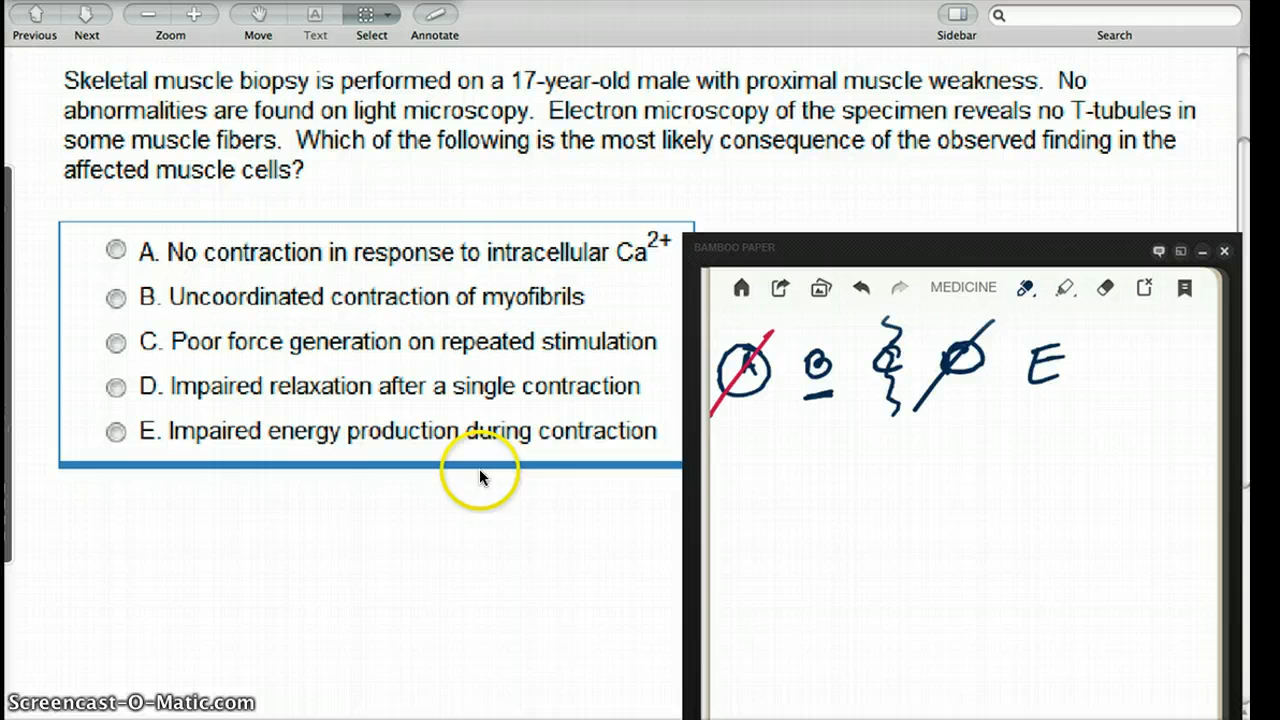 Previous Next Zoom Move Text Select Annotate Sidebar Search
Skeletal muscle biopsy is performed on a 17-year-old male with proximal muscle weakness. No
abnormalities are found on light microscopy. Electron microscopy of the specimen reveals no T-tubules in
some muscle fibers. Which of the following is the most likely consequence of the observed finding in the
affected muscle cells?
A. No contraction in response to intracellular Ca2+
B. Uncoordinated contraction of myofibrils
C. Poor force generation on repeated stimulation
D. Impaired relaxation after a single contraction
E. Impaired energy production during contraction
BAMBOO PAPER
MEDICINE
A B C D E
Screencast-O-Matic.com